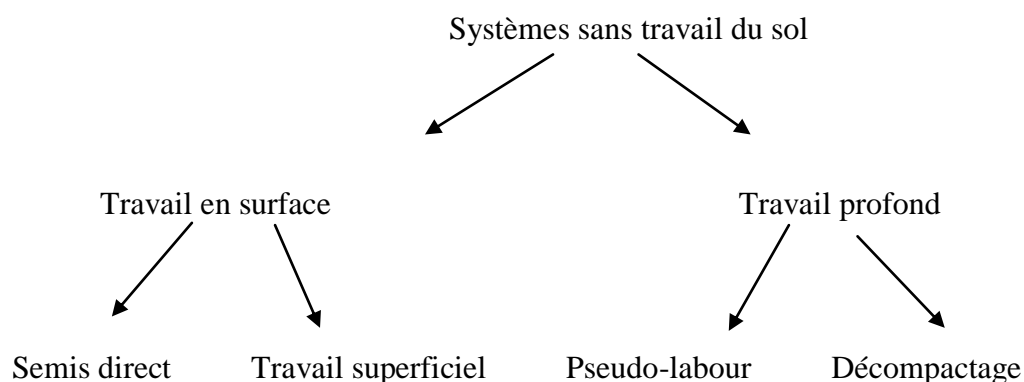 Systèmes sans travail du sol
Travail en surface Travail profond
Semis direct Travail superficiel Pseudo-labour Décompactage